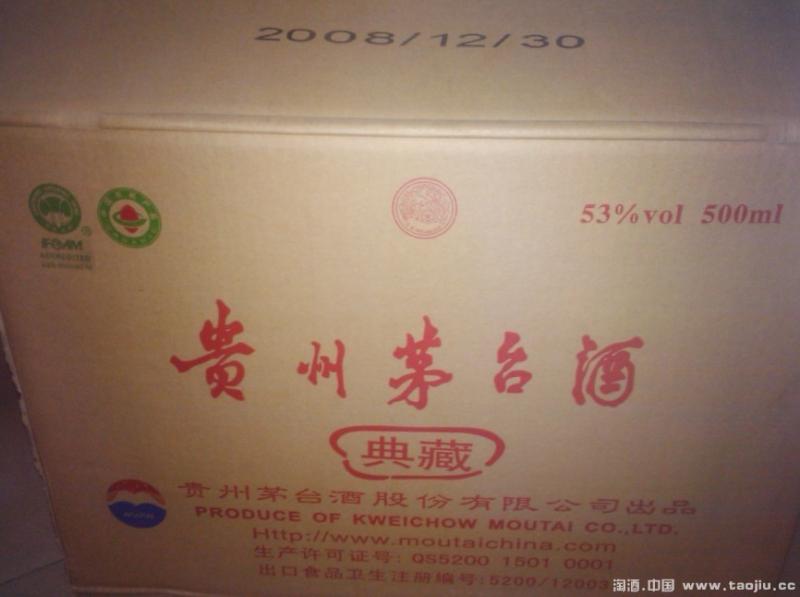 2008/12/30
IFOAM
ACCREDITED
53%vol 500ml
贵州茅台酒
典藏
贵州茅台酒股份有限公司出品
PRODUCE OF KWEICHOW MOUTAI CO.,LTD.
Http://www.moutaichina.com
生产许可证号: QS5200 1501 0001
出口食品卫生注册编号:5200/12003
淘酒.中国 www.taojiu.cc